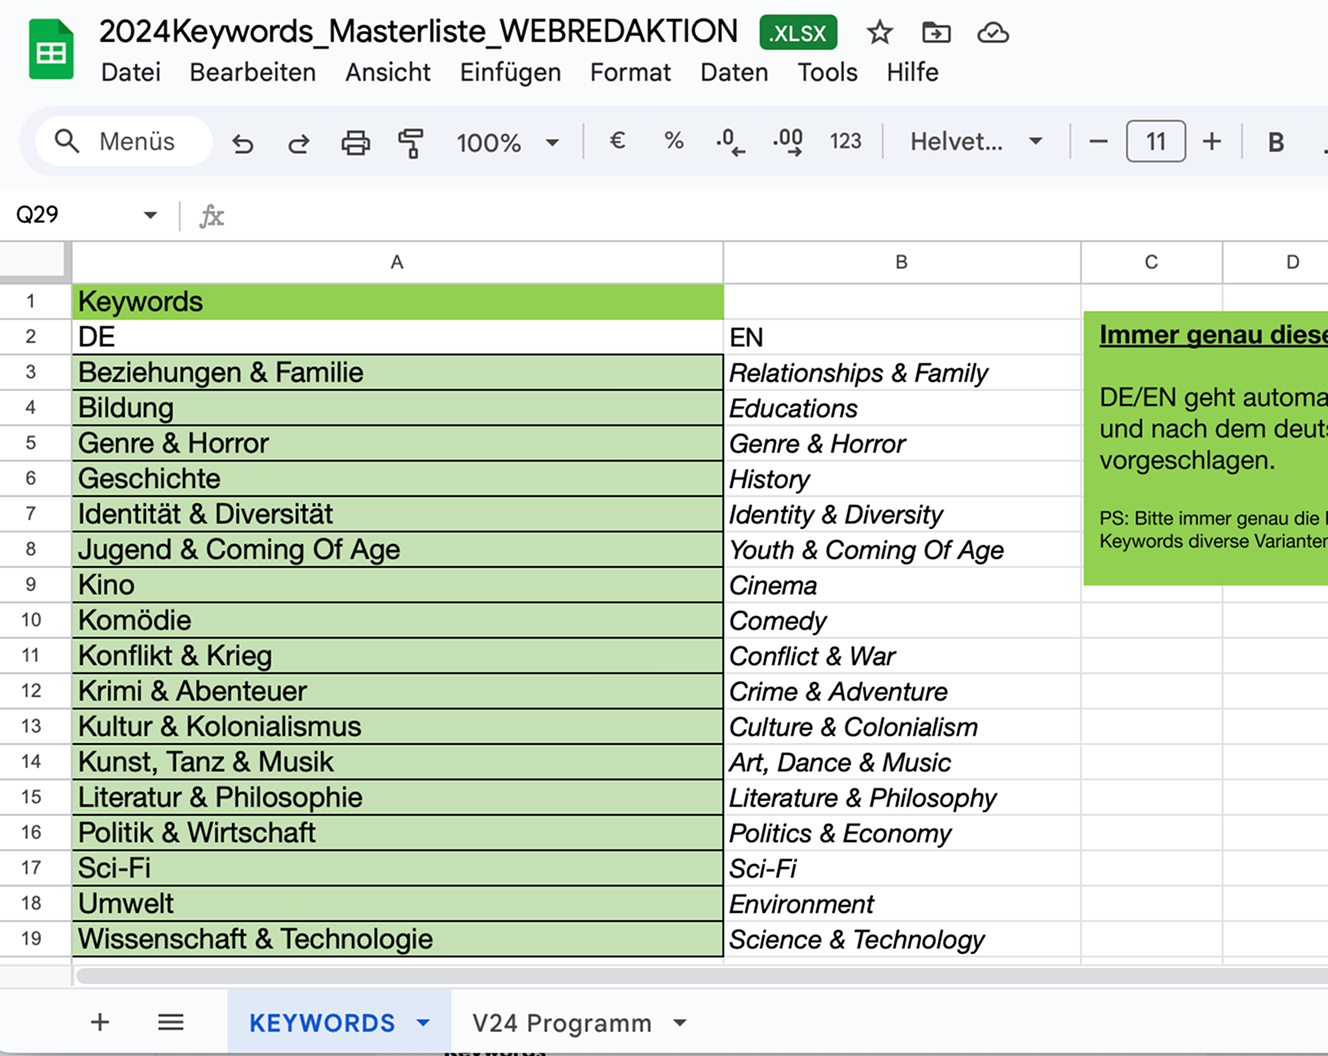 2024Keywords_Masterliste_WEBREDAKTION .XLSX
Datei Bearbeiten Ansicht Einfügen Format Daten Tools Hilfe
Menüs 100% € % .0 .00 123 Helvet... 11 B
Q29 fx
A B C D
1 Keywords
2 DE EN
3 Beziehungen & Familie Relationships & Family
4 Bildung Educations
5 Genre & Horror Genre & Horror
6 Geschichte History
7 Identität & Diversität Identity & Diversity
8 Jugend & Coming Of Age Youth & Coming Of Age
9 Kino Cinema
10 Komödie Comedy
11 Konflikt & Krieg Conflict & War
12 Krimi & Abenteuer Crime & Adventure
13 Kultur & Kolonialismus Culture & Colonialism
14 Kunst, Tanz & Musik Art, Dance & Music
15 Literatur & Philosophie Literature & Philosophy
16 Politik & Wirtschaft Politics & Economy
17 Sci-Fi Sci-Fi
18 Umwelt Environment
19 Wissenschaft & Technologie Science & Technology
Immer genau diese
DE/EN geht automa
und nach dem deuts
vorgeschlagen.
PS: Bitte immer genau die
Keywords diverse Varianten
KEYWORDS V24 Programm